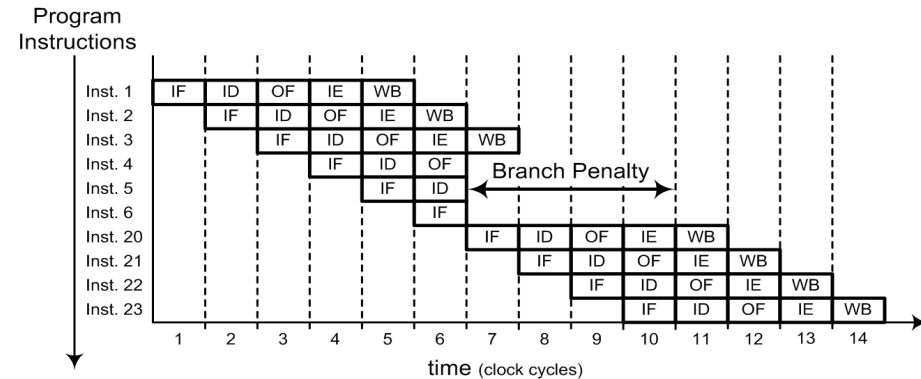 Program
Instructions
Inst. 1 IF ID OF IE WB
Inst. 2 IF ID OF IE WB
Inst. 3 IF ID OF IE WB
Inst. 4 IF ID OF
Branch Penalty
Inst. 5 IF ID
Inst. 6 IF
Inst. 20 IF ID OF IE WB
Inst. 21 IF ID OF IE WB
Inst. 22 IF ID OF IE WB
Inst. 23 IF ID OF IE WB
1 2 3 4 5 6 7 8 9 10 11 12 13 14
time (clock cycles)